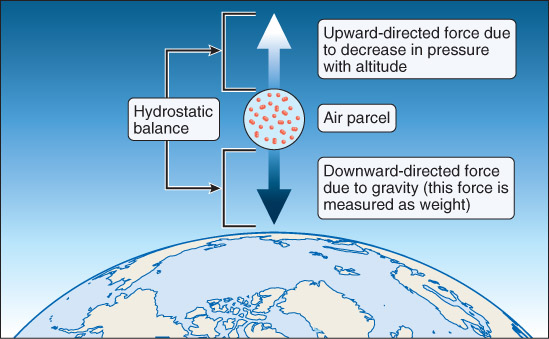 Upward-directed force due
to decrease in pressure
with altitude
Hydrostatic
balance
Air parcel
Downward-directed force
due to gravity (this force is
measured as weight)